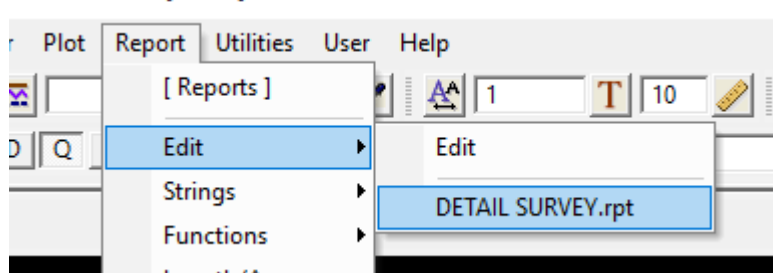 Plot Report Utilities User Help
[ Reports ]
1 T 10
Edit Edit
Q
Strings DETAIL SURVEY.rpt
Functions